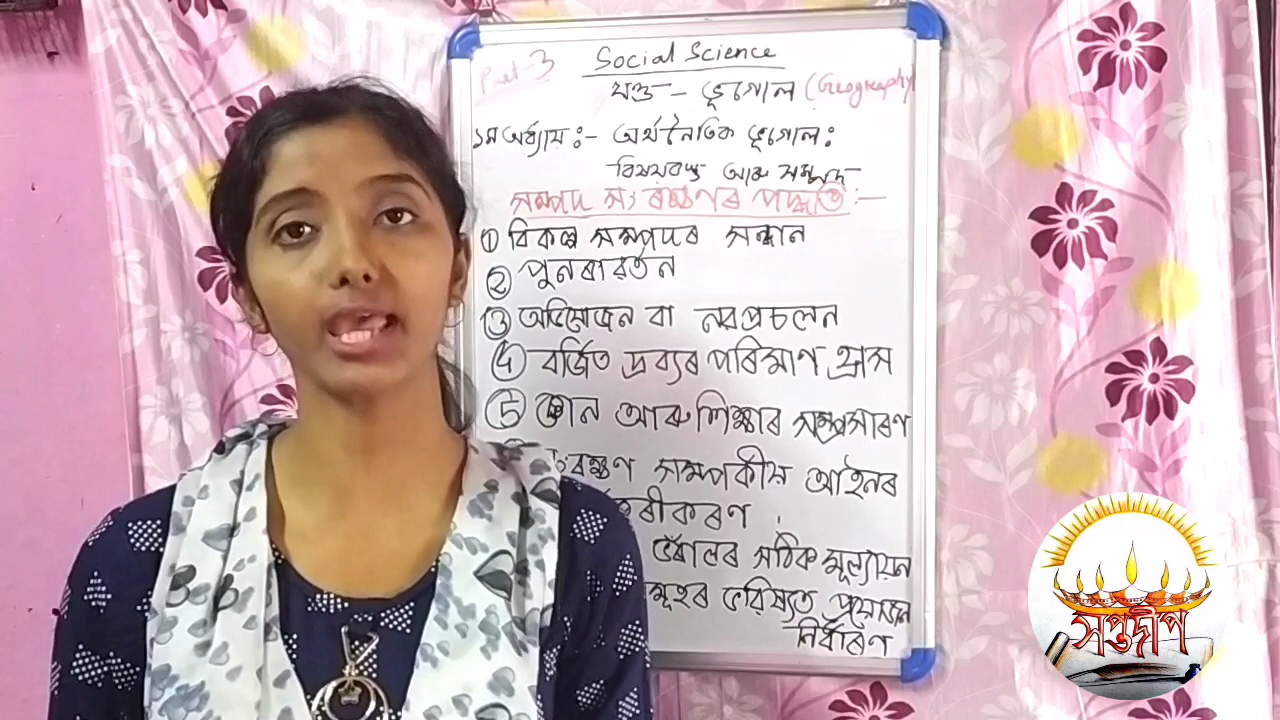 Part-3
Social Science
খণ্ড - ভূগোল (Geography)
১ম অধ্যায় ঃ- অৰ্থনৈতিক ভূগোল ঃ
বিষয়বস্তু আৰু সম্পদ
সম্পদ সংৰক্ষণৰ পদ্ধতি :-
① বিকল্প সম্পদৰ সন্ধান
② পুনৰাৱৰ্তন
③ অভিযোজন বা নৱপ্ৰচলন
④ বৰ্জিত দ্ৰব্যৰ পৰিমাণ হ্ৰাস
⑤ জ্ঞান আৰু শিক্ষাৰ সম্প্ৰসাৰণ
ংৰক্ষণ সম্পৰ্কীয় আইনৰ
ৰীকৰণ
ভঁৰালৰ সঠিক মূল্যায়ন
মূহৰ ভৱিষ্যত প্ৰয়োজন
নিৰ্ধাৰণ
সপ্তদ্বীপ